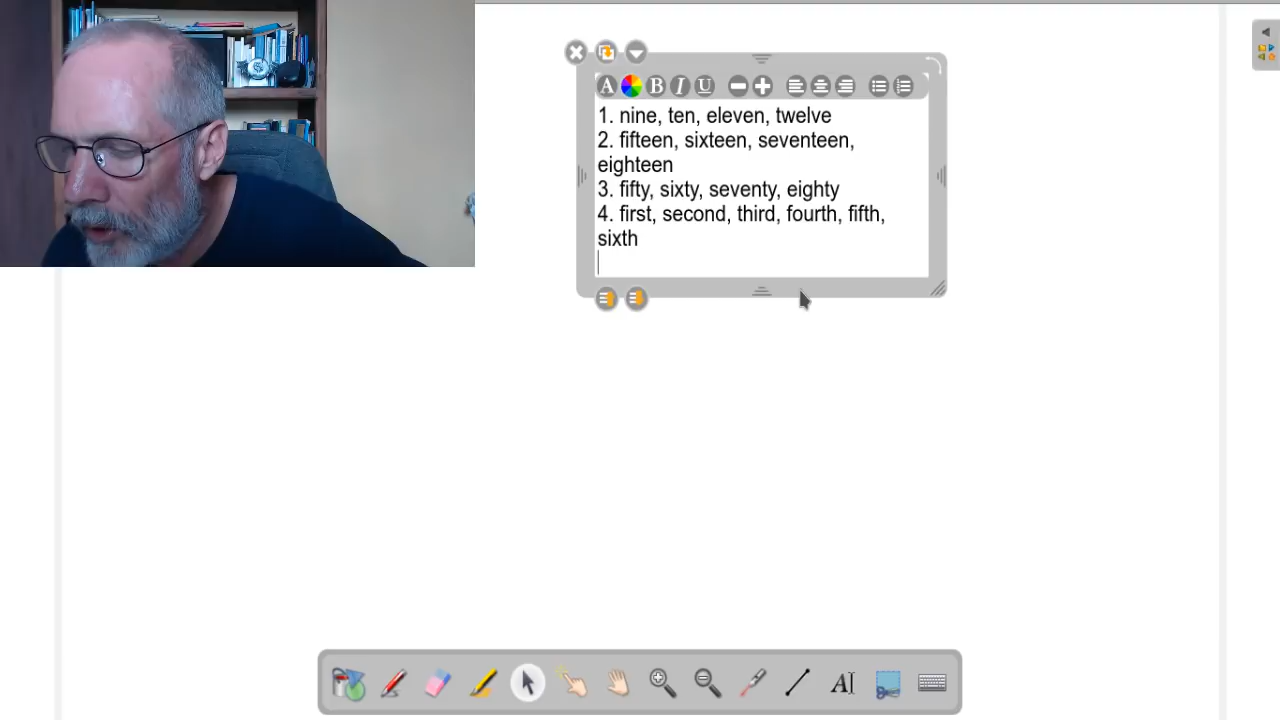 1. nine, ten, eleven, twelve
2. fifteen, sixteen, seventeen,
eighteen
3. fifty, sixty, seventy, eighty
4. first, second, third, fourth, fifth,
sixth